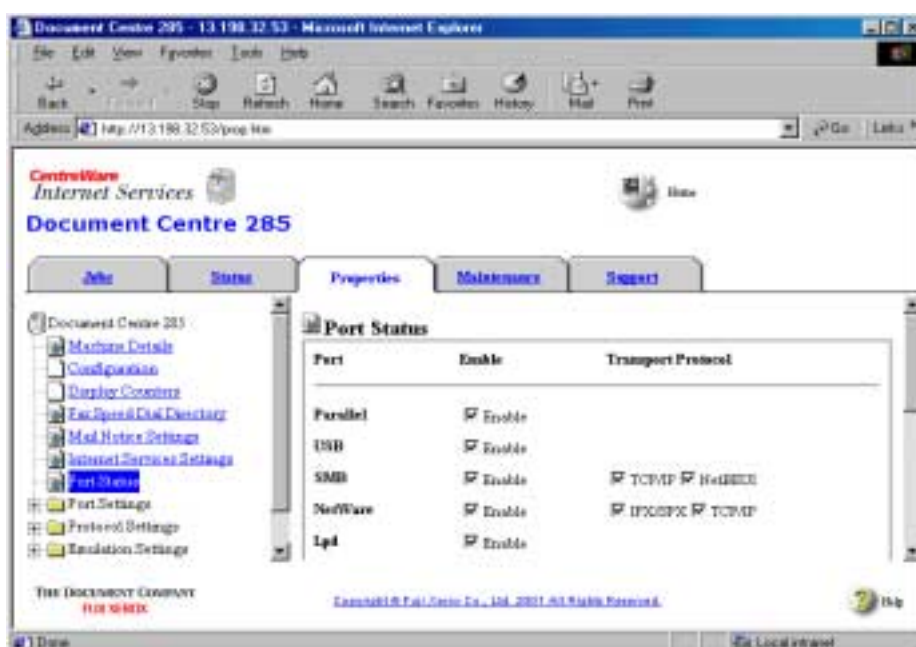 Document Centre 285 - 13.198.32.53 - Microsoft Internet Explorer
File Edit View Favorites Tools Help
Back Forward Stop Refresh Home Search Favorites History Mail Print
Address http://13.198.32.53/prop.htm Go Links
CentreWare
Internet Services
Home
Document Centre 285
Jobs Status Properties Maintenance Support
Document Centre 285
Machine Details
Configuration
Display Counters
Fax Speed Dial Directory
Mail Notice Settings
Internet Services Settings
Port Status
Port Settings
Protocol Settings
Emulation Settings
Port Status
Port Enable Transport Protocol
Parallel Enable
USB Enable
SMB Enable TCP/IP NetBEUI
NetWare Enable IPX/SPX TCP/IP
Lpd Enable
THE DOCUMENT COMPANY
FUJI XEROX
Copyright © Fuji Xerox Co., Ltd. 2001 All Rights Reserved.
Help
Done
Local intranet